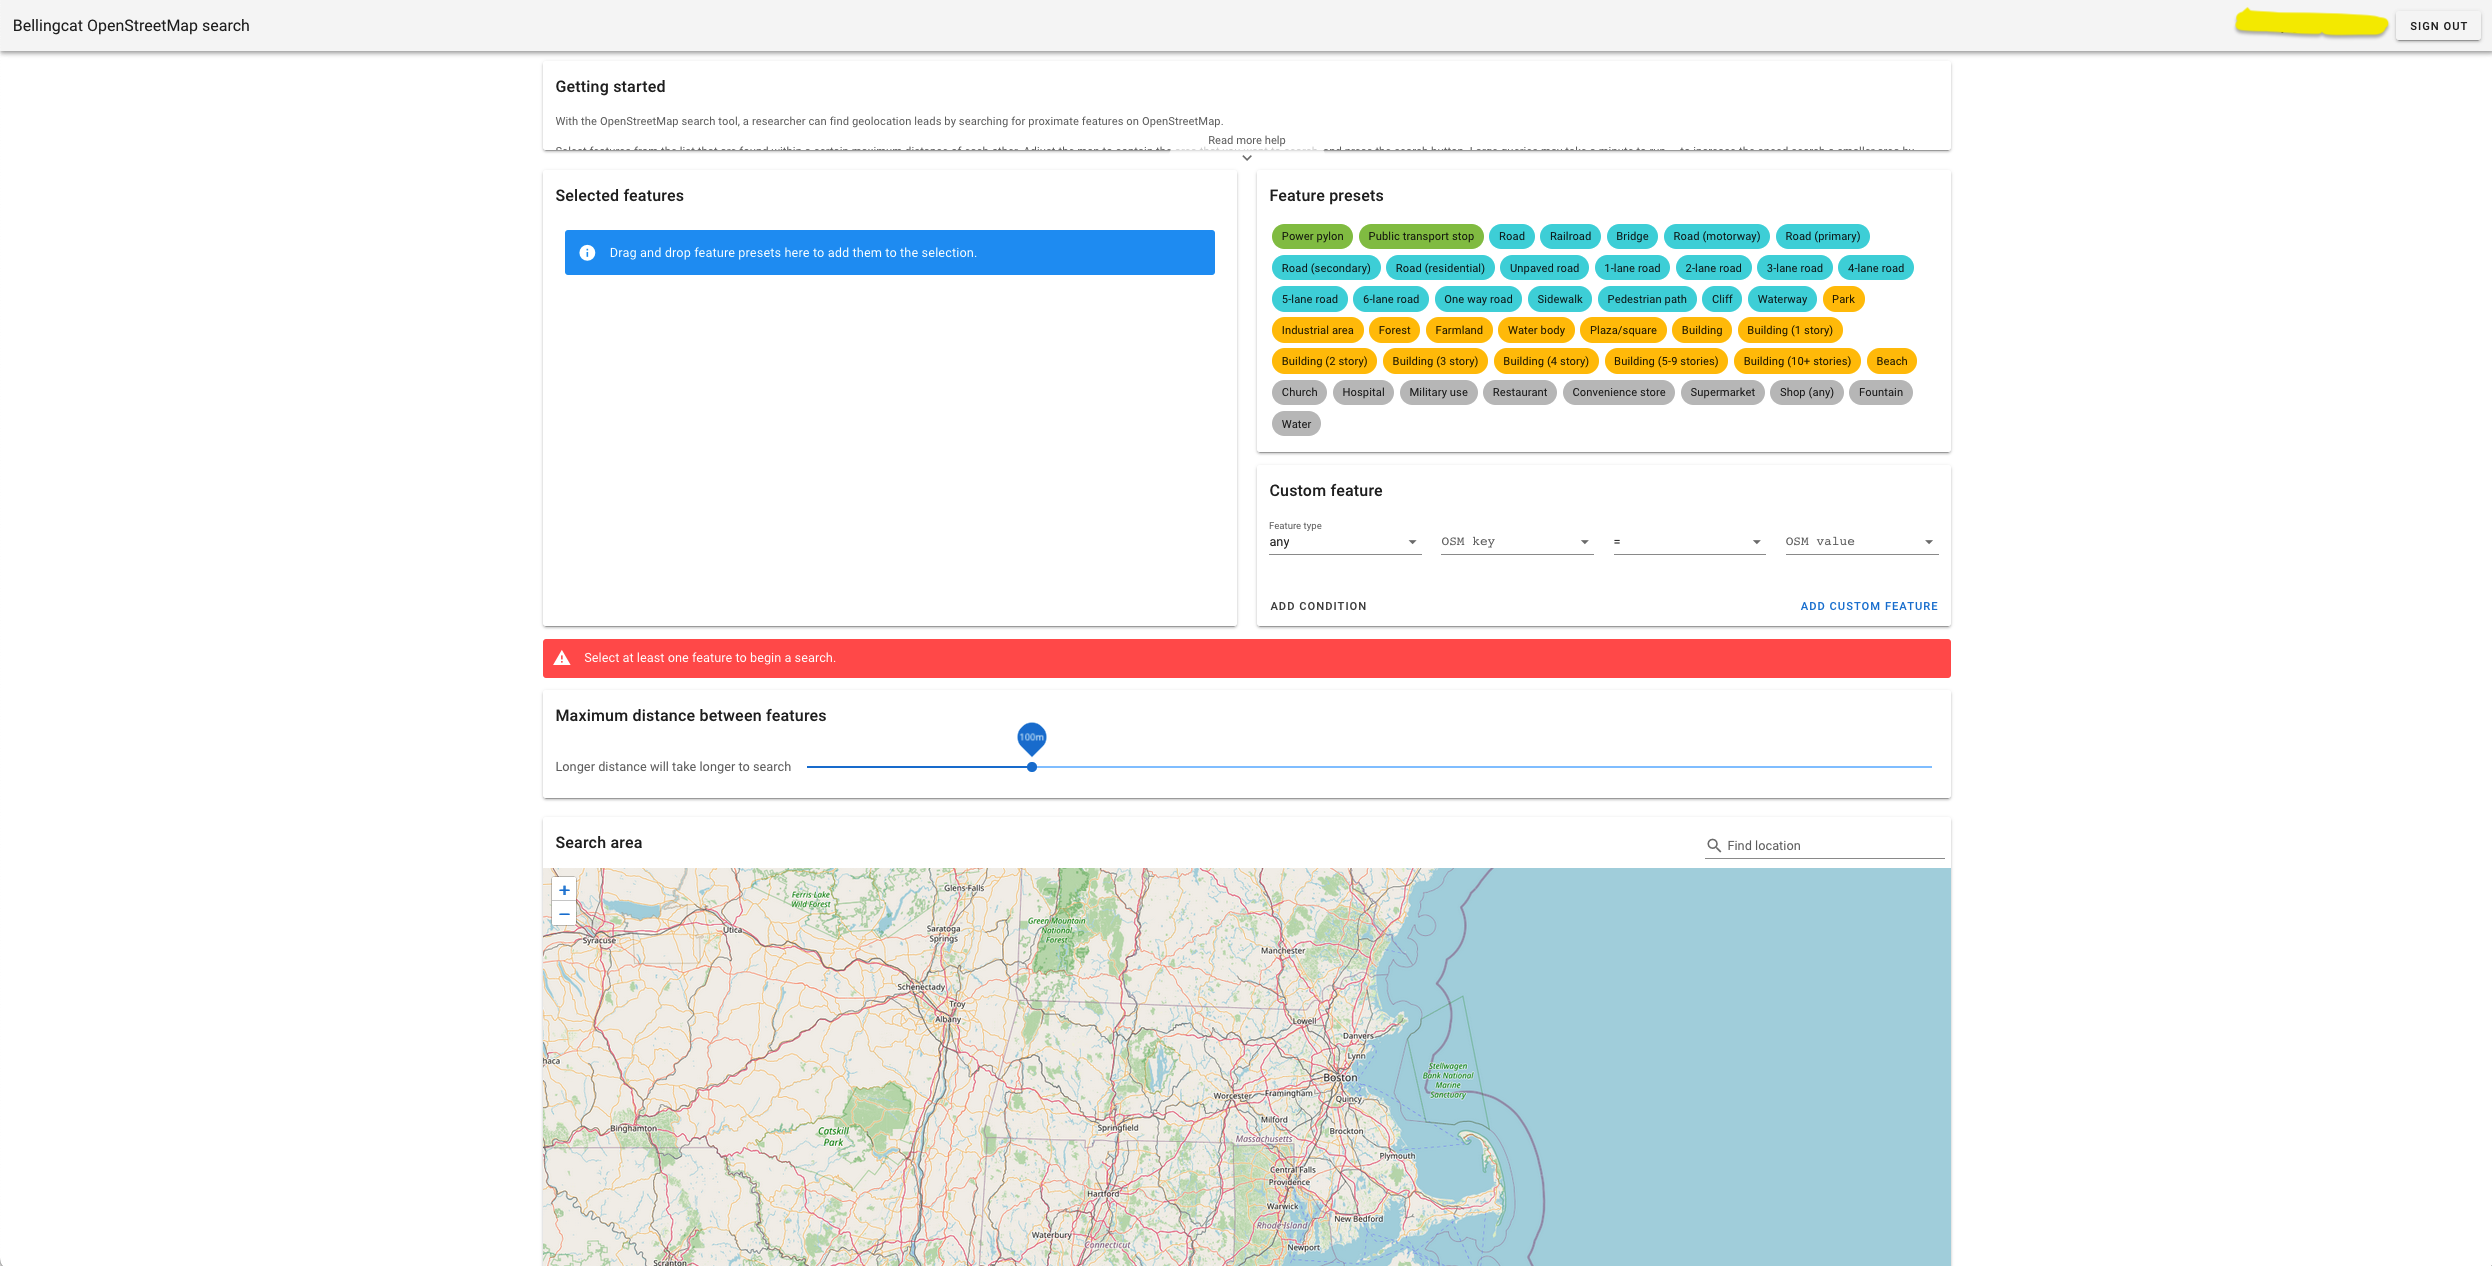 Bellingcat OpenStreetMap search
SIGN OUT
Getting started
With the OpenStreetMap search tool, a researcher can find geolocation leads by searching for proximate features on OpenStreetMap.
Read more help
Selected features
Drag and drop feature presets here to add them to the selection.
Feature presets
Power pylon Public transport stop Road Railroad Bridge Road (motorway) Road (primary)
Road (secondary) Road (residential) Unpaved road 1-lane road 2-lane road 3-lane road 4-lane road
5-lane road 6-lane road One way road Sidewalk Pedestrian path Cliff Waterway Park
Industrial area Forest Farmland Water body Plaza/square Building Building (1 story)
Building (2 story) Building (3 story) Building (4 story) Building (5-9 stories) Building (10+ stories) Beach
Church Hospital Military use Restaurant Convenience store Supermarket Shop (any) Fountain
Water
Custom feature
Feature type
any OSM key = OSM value
ADD CONDITION ADD CUSTOM FEATURE
Select at least one feature to begin a search.
Maximum distance between features
100m
Longer distance will take longer to search
Search area
Find location
+
−
Glens Falls
Ferris Lake
Wild Forest
Green Mountain
National
Forest
Utica
Saratoga
Springs
Syracuse
Manchester
Schenectady
Troy
Albany
Lowell
Danvers
Lynn
haca
Stellwagen
Bank National
Marine
Sanctuary
Boston
Worcester
Framingham
Quincy
Milford
Binghamton
Catskill
Park
Springfield
Brockton
Massachusetts
Plymouth
Central Falls
Providence
Hartford
Warwick
New Bedford
Rhode Island
Waterbury
Connecticut
Newport
Scranton